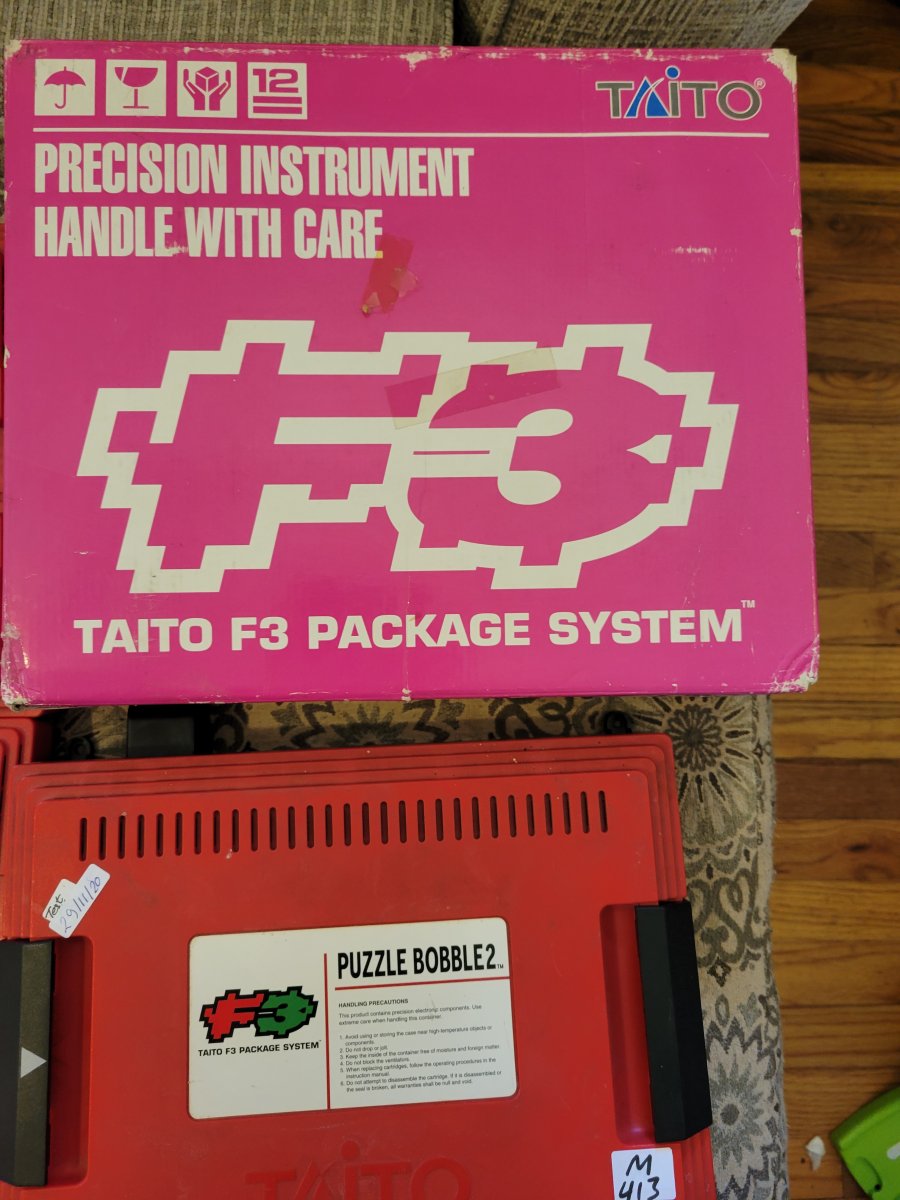 12
TAITO®
PRECISION INSTRUMENT
HANDLE WITH CARE
F3
TAITO F3 PACKAGE SYSTEM™
Test
29/11/20
PUZZLE BOBBLE2™
F3
TAITO F3 PACKAGE SYSTEM™
HANDLING PRECAUTIONS
This product contains precision electronic components. Use
extreme care when handling this container.
1. Avoid using or storing the case near high temperature objects or
components.
2. Do not drop or jolt.
3. Keep the inside of the container free of moisture and foreign matter.
4. Do not block the ventilators.
5. When replacing cartridges, follow the operating procedures in the
instruction manual.
6. Do not attempt to disassemble the cartridge. If it is disassembled or
the seal is broken, all warranties shall be null and void.
TAITO
M
413